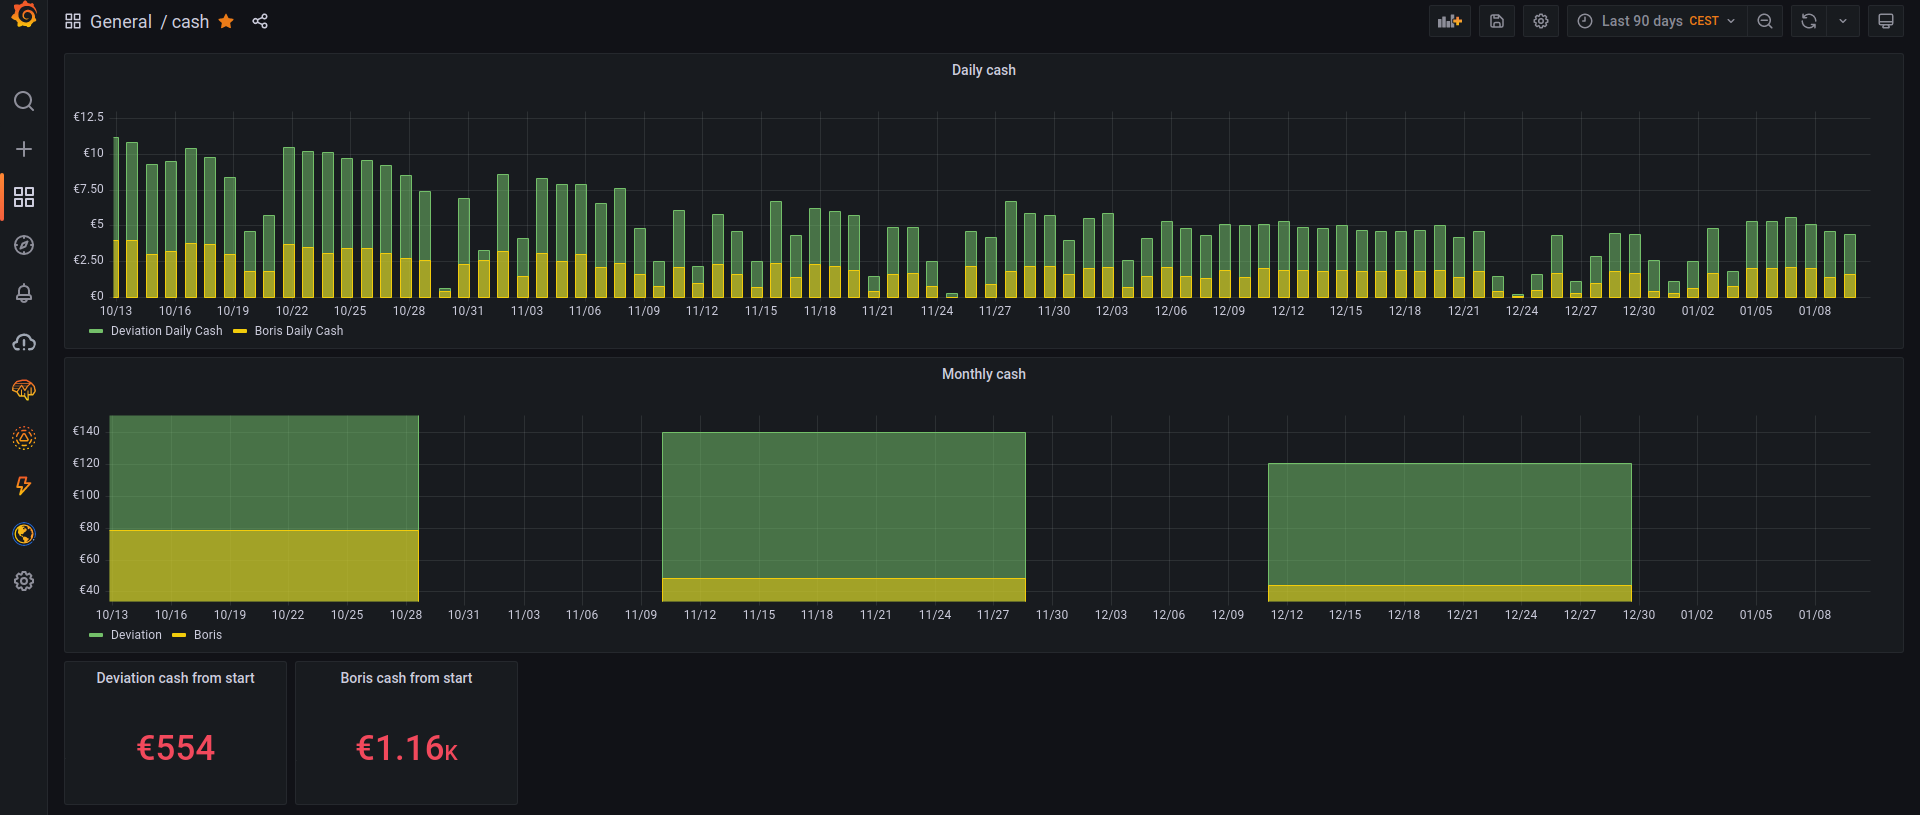 General / cash
Last 90 days CEST
Daily cash
€12.5
€10
€7.50
€5
€2.50
€0
10/13 10/16 10/19 10/22 10/25 10/28 10/31 11/03 11/06 11/09 11/12 11/15 11/18 11/21 11/24 11/27 11/30 12/03 12/06 12/09 12/12 12/15 12/18 12/21 12/24 12/27 12/30 01/02 01/05 01/08
Deviation Daily Cash Boris Daily Cash
Monthly cash
€140
€120
€100
€80
€60
€40
10/13 10/16 10/19 10/22 10/25 10/28 10/31 11/03 11/06 11/09 11/12 11/15 11/18 11/21 11/24 11/27 11/30 12/03 12/06 12/09 12/12 12/15 12/18 12/21 12/24 12/27 12/30 01/02 01/05 01/08
Deviation Boris
Deviation cash from start
€554
Boris cash from start
€1.16K